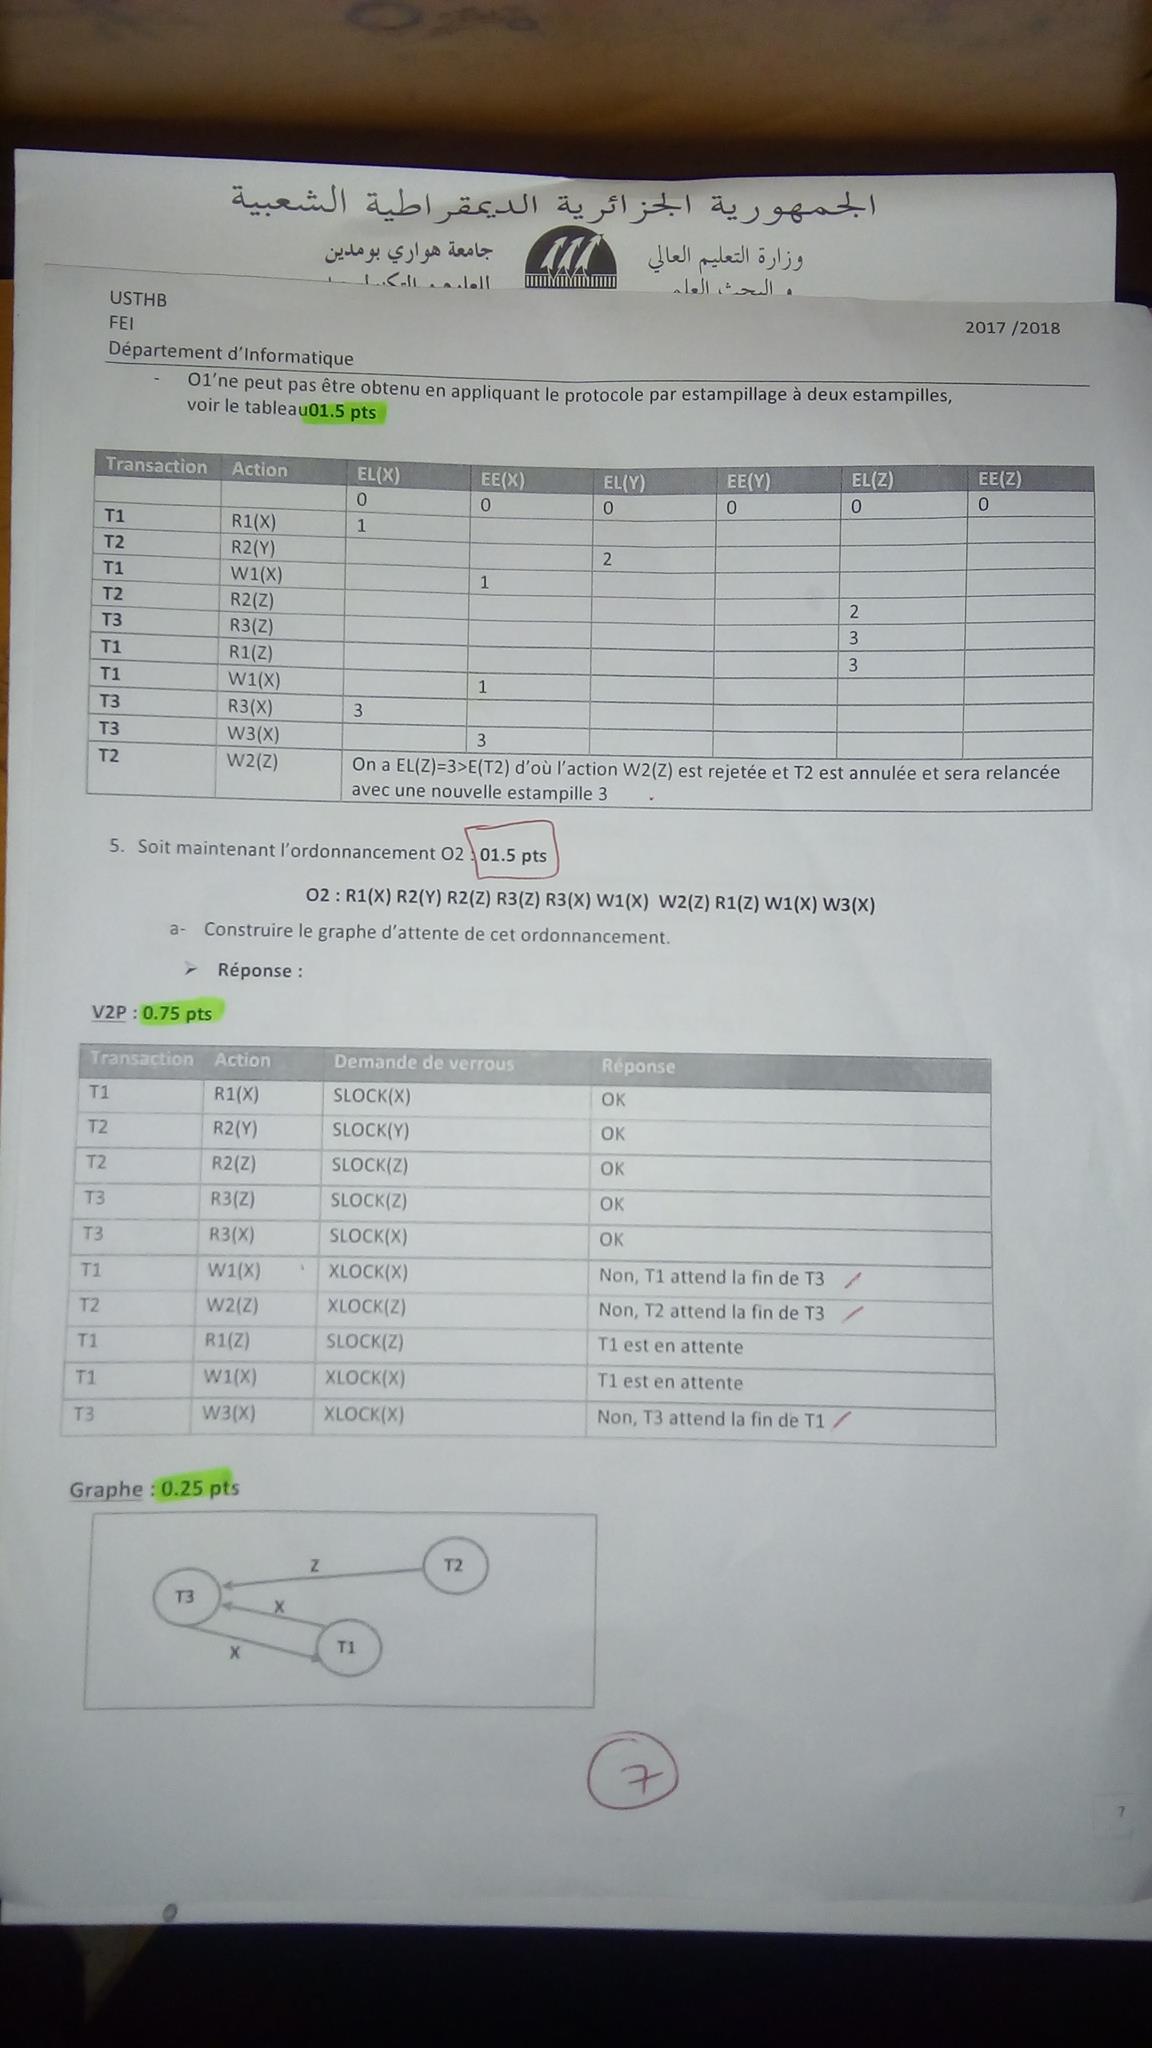 الجمهورية الجزائرية الديمقراطية الشعبية
وزارة التعليم العالي
جامعة هواري بومدين
USTHB
FEI
2017 /2018
Département d'Informatique
- O1'ne peut pas être obtenu en appliquant le protocole par estampillage à deux estampilles,
voir le tableau01.5 pts
Transaction Action EL(X) EE(X) EL(Y) EE(Y) EL(Z) EE(Z)
0 0 0 0 0 0
T1 R1(X) 1
T2 R2(Y) 2
T1 W1(X) 1
T2 R2(Z) 2
T3 R3(Z) 3
T1 R1(Z) 3
T1 W1(X) 1
T3 R3(X) 3
T3 W3(X) 3
T2 W2(Z) On a EL(Z)=3>E(T2) d'où l'action W2(Z) est rejetée et T2 est annulée et sera relancée
avec une nouvelle estampille 3
5. Soit maintenant l'ordonnancement O2 : 01.5 pts
O2 : R1(X) R2(Y) R2(Z) R3(Z) R3(X) W1(X) W2(Z) R1(Z) W1(X) W3(X)
a- Construire le graphe d'attente de cet ordonnancement.
➢ Réponse :
V2P : 0.75 pts
Transaction Action Demande de verrous Réponse
T1 R1(X) SLOCK(X) OK
T2 R2(Y) SLOCK(Y) OK
T2 R2(Z) SLOCK(Z) OK
T3 R3(Z) SLOCK(Z) OK
T3 R3(X) SLOCK(X) OK
T1 W1(X) XLOCK(X) Non, T1 attend la fin de T3
T2 W2(Z) XLOCK(Z) Non, T2 attend la fin de T3
T1 R1(Z) SLOCK(Z) T1 est en attente
T1 W1(X) XLOCK(X) T1 est en attente
T3 W3(X) XLOCK(X) Non, T3 attend la fin de T1
Graphe : 0.25 pts
Z T2
T3 X
X T1
7
7